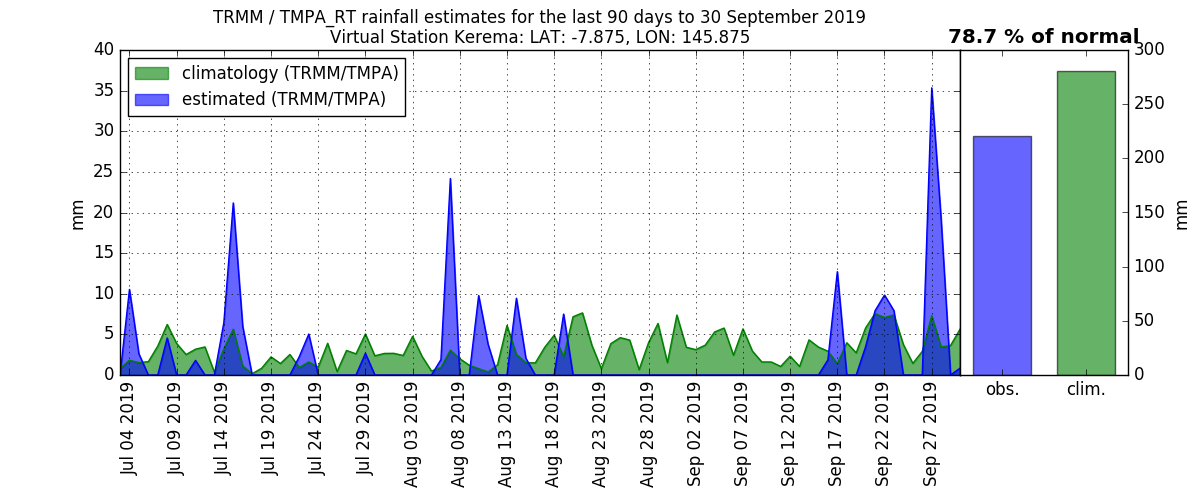 TRMM / TMPA_RT rainfall estimates for the last 90 days to 30 September 2019
Virtual Station Kerema: LAT: -7.875, LON: 145.875
78.7 % of normal
climatology (TRMM/TMPA)
estimated (TRMM/TMPA)
mm
40
35
30
25
20
15
10
5
0
Jul 04 2019
Jul 09 2019
Jul 14 2019
Jul 19 2019
Jul 24 2019
Jul 29 2019
Aug 03 2019
Aug 08 2019
Aug 13 2019
Aug 18 2019
Aug 23 2019
Aug 28 2019
Sep 02 2019
Sep 07 2019
Sep 12 2019
Sep 17 2019
Sep 22 2019
Sep 27 2019
obs.
clim.
300
250
200
150
100
50
0
mm